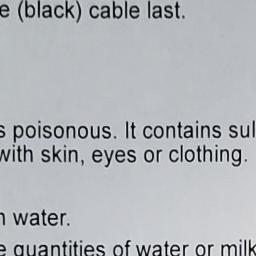 e (black) cable last.
s poisonous. It contains sul
with skin, eyes or clothing.
n water.
e quantities of water or milk